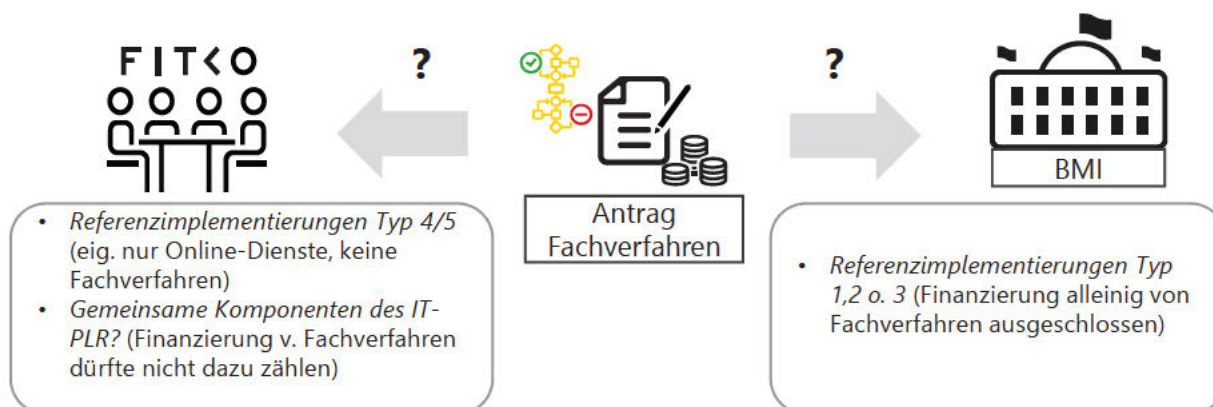 FITKO
?
?
BMI
Antrag
Fachverfahren
• Referenzimplementierungen Typ 4/5
(eig. nur Online-Dienste, keine
Fachverfahren)
• Gemeinsame Komponenten des IT-
PLR? (Finanzierung v. Fachverfahren
dürfte nicht dazu zählen)
• Referenzimplementierungen Typ
1,2 o. 3 (Finanzierung alleinig von
Fachverfahren ausgeschlossen)